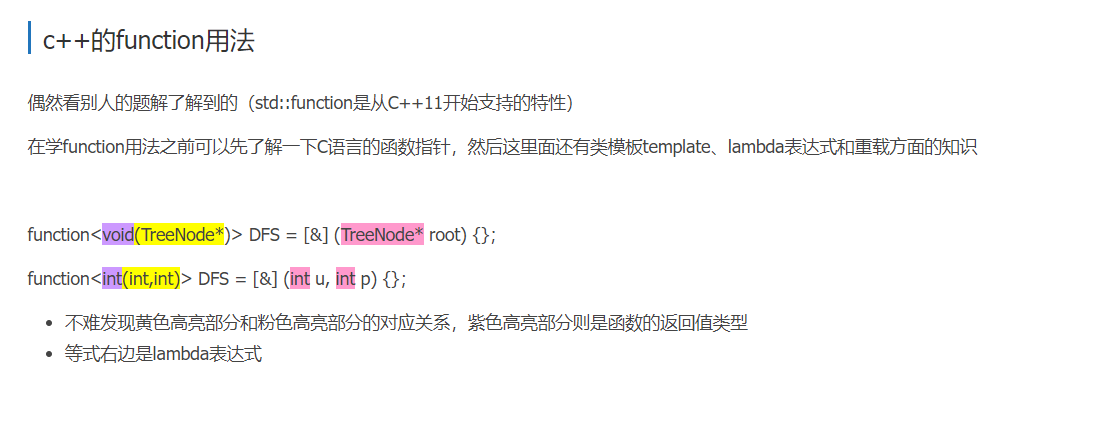 c++的function用法
偶然看别人的题解了解到的（std::function是从C++11开始支持的特性）
在学function用法之前可以先了解一下C语言的函数指针，然后这里面还有类模板template、lambda表达式和重载方面的知识
function<void(TreeNode*)> DFS = [&] (TreeNode* root) {};
function<int(int,int)> DFS = [&] (int u, int p) {};
不难发现黄色高亮部分和粉色高亮部分的对应关系，紫色高亮部分则是函数的返回值类型
等式右边是lambda表达式